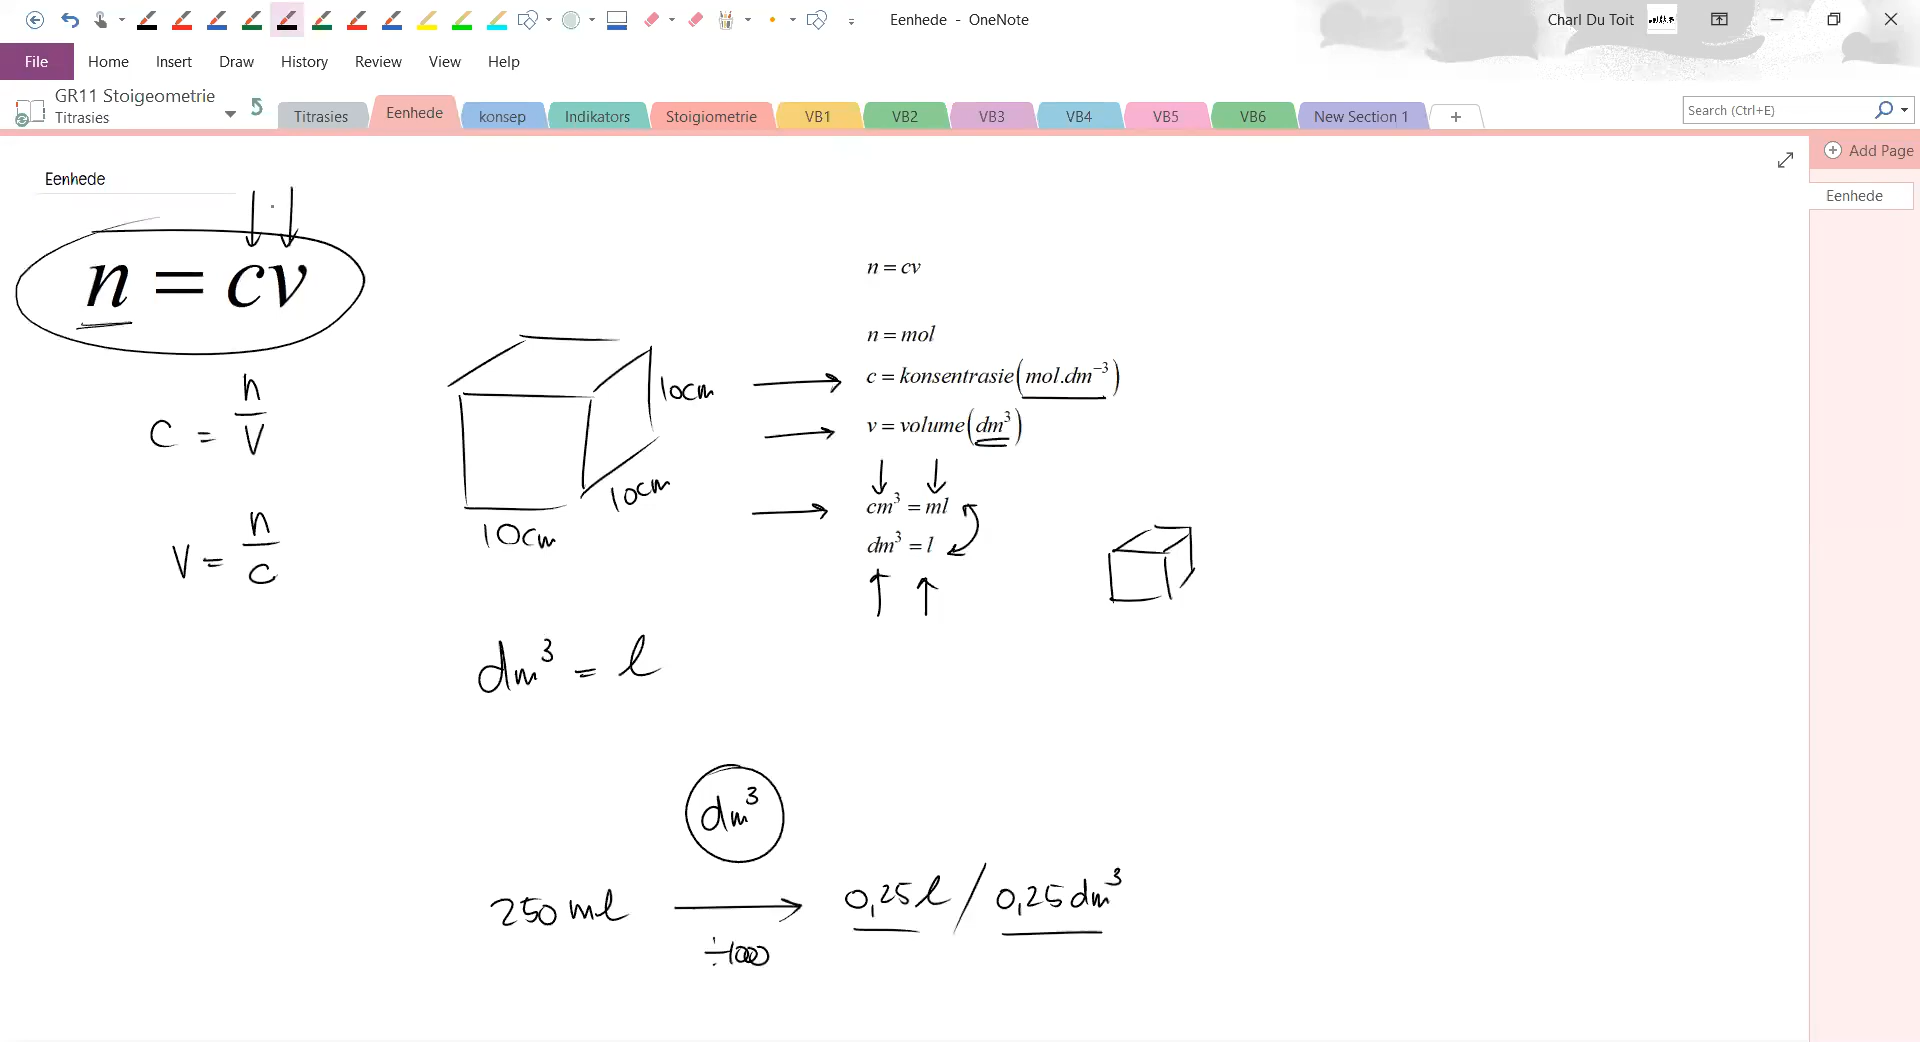 Eenhede - OneNote
Charl Du Toit
File Home Insert Draw History Review View Help
GR11 Stoigeometrie
Titrasies
Titrasies Eenhede konsep Indikators Stoigiometrie VB1 VB2 VB3 VB4 VB5 VB6 New Section 1 +
Search (Ctrl+E)
Add Page
Eenhede
Eenhede
n = cv
c = n/V
V = n/c
10cm
10cm
10cm
n = cv
n = mol
c = konsentrasie(mol.dm⁻³)
v = volume(dm³)
cm³ = ml
dm³ = l
dm³ = l
dm³
250 ml → 0,25 l / 0,25 dm³
÷1000